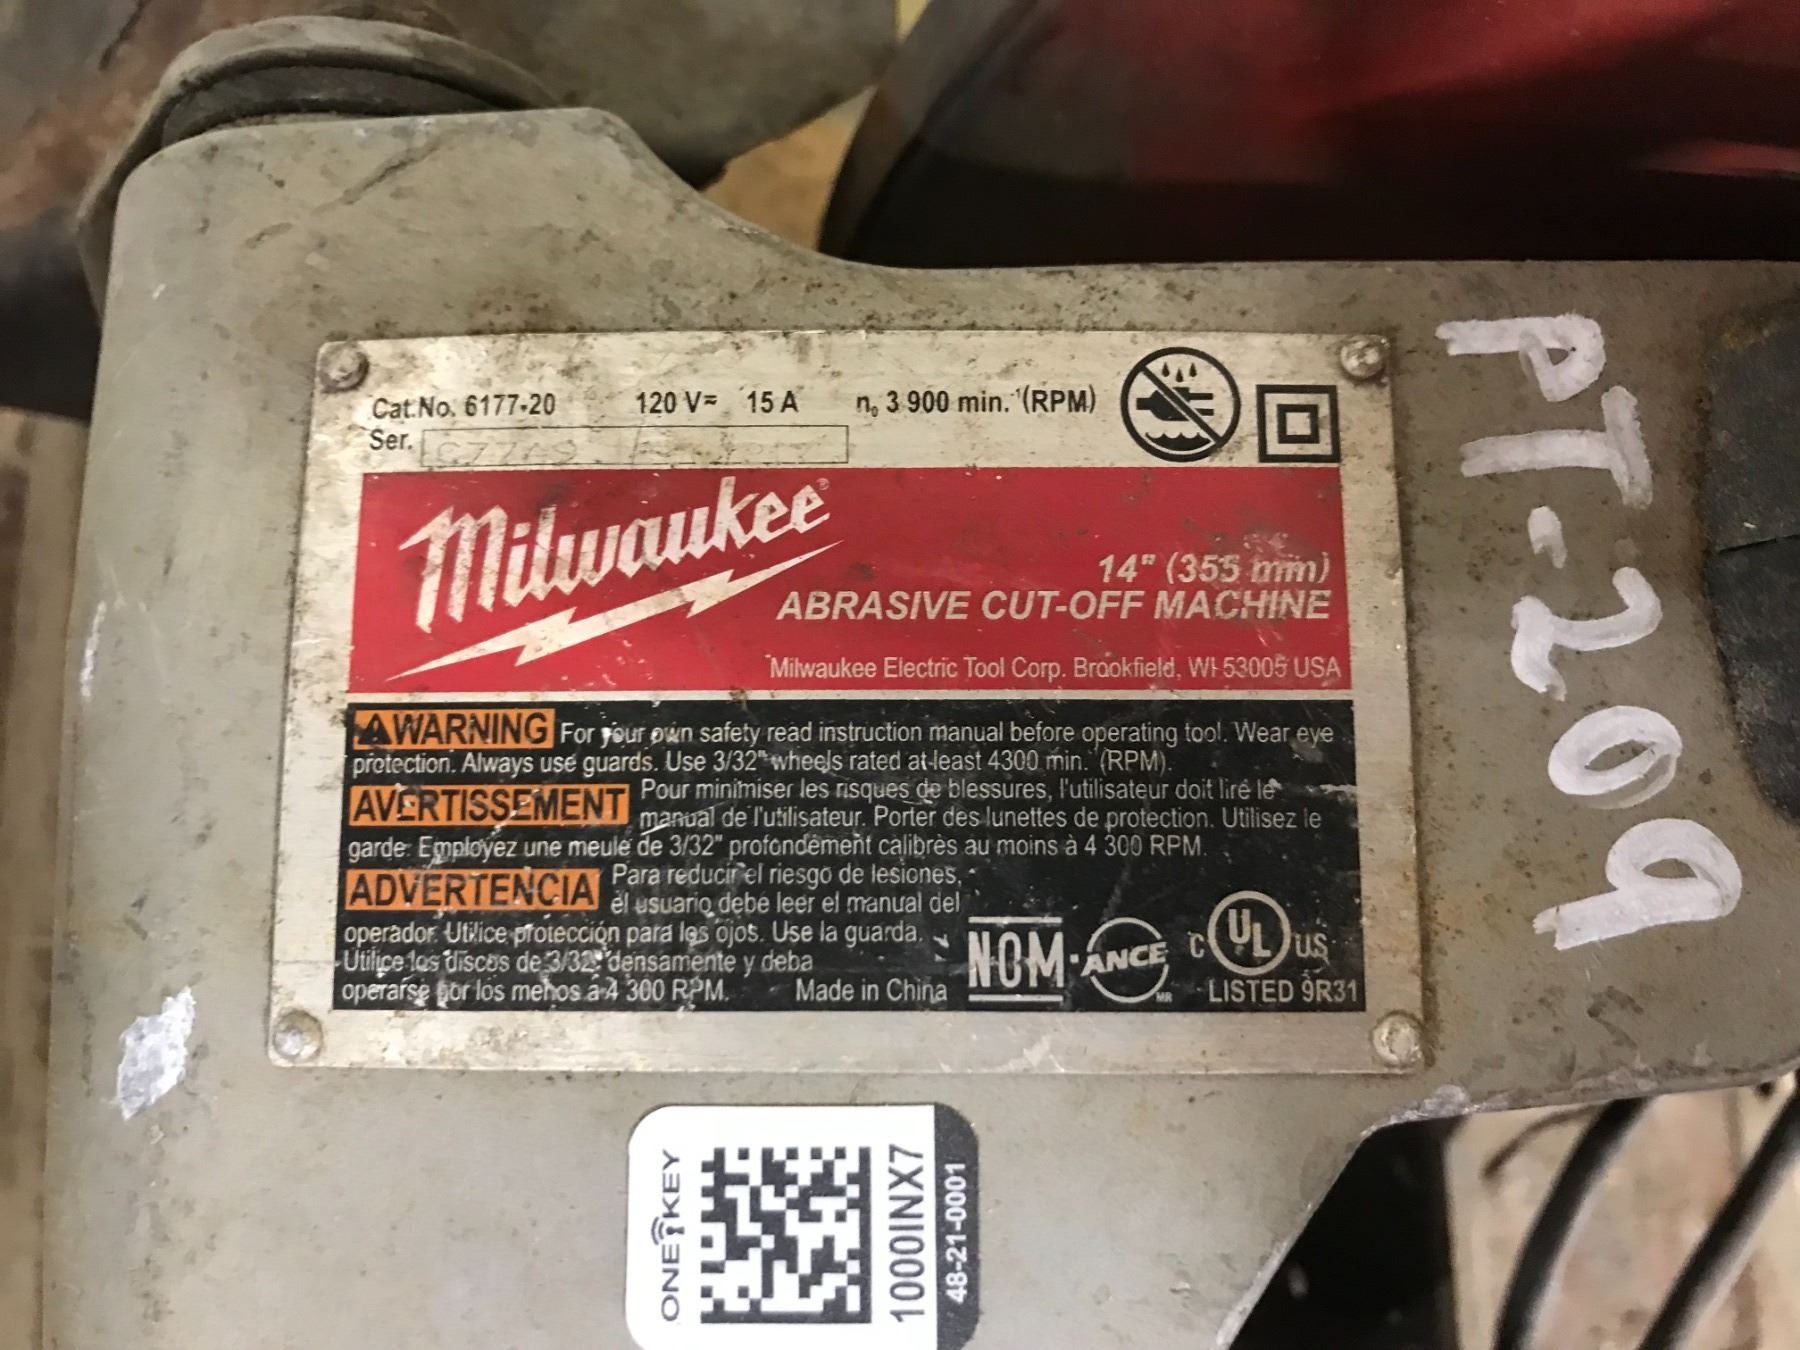 Cat.No. 6177-20 120 V≂ 15 A n₀ 3 900 min.⁻¹(RPM)
Ser.
Milwaukee®
14" (355 mm)
ABRASIVE CUT-OFF MACHINE
Milwaukee Electric Tool Corp. Brookfield, WI 53005 USA
WARNING For your own safety read instruction manual before operating tool. Wear eye
protection. Always use guards. Use 3/32" wheels rated at least 4300 min.⁻¹(RPM).
AVERTISSEMENT Pour minimiser les risques de blessures, l'utilisateur doit lire le
manual de l'utilisateur. Porter des lunettes de protection. Utilisez le
garde. Employez une meule de 3/32" profondément calibrès au moins à 4 300 RPM.
ADVERTENCIA Para reducir el riesgo de lesiones,
el usuario debe leer el manual del
operador. Utilice protección para los ojos. Use la guarda.
Utilice los discos de 3/32" densamente y deba
operarse por los menos a 4 300 RPM. Made in China
NOM-ANCE MR
C UL US
LISTED 9R31
PT-209
ONE KEY
1000INX7
48-21-0001